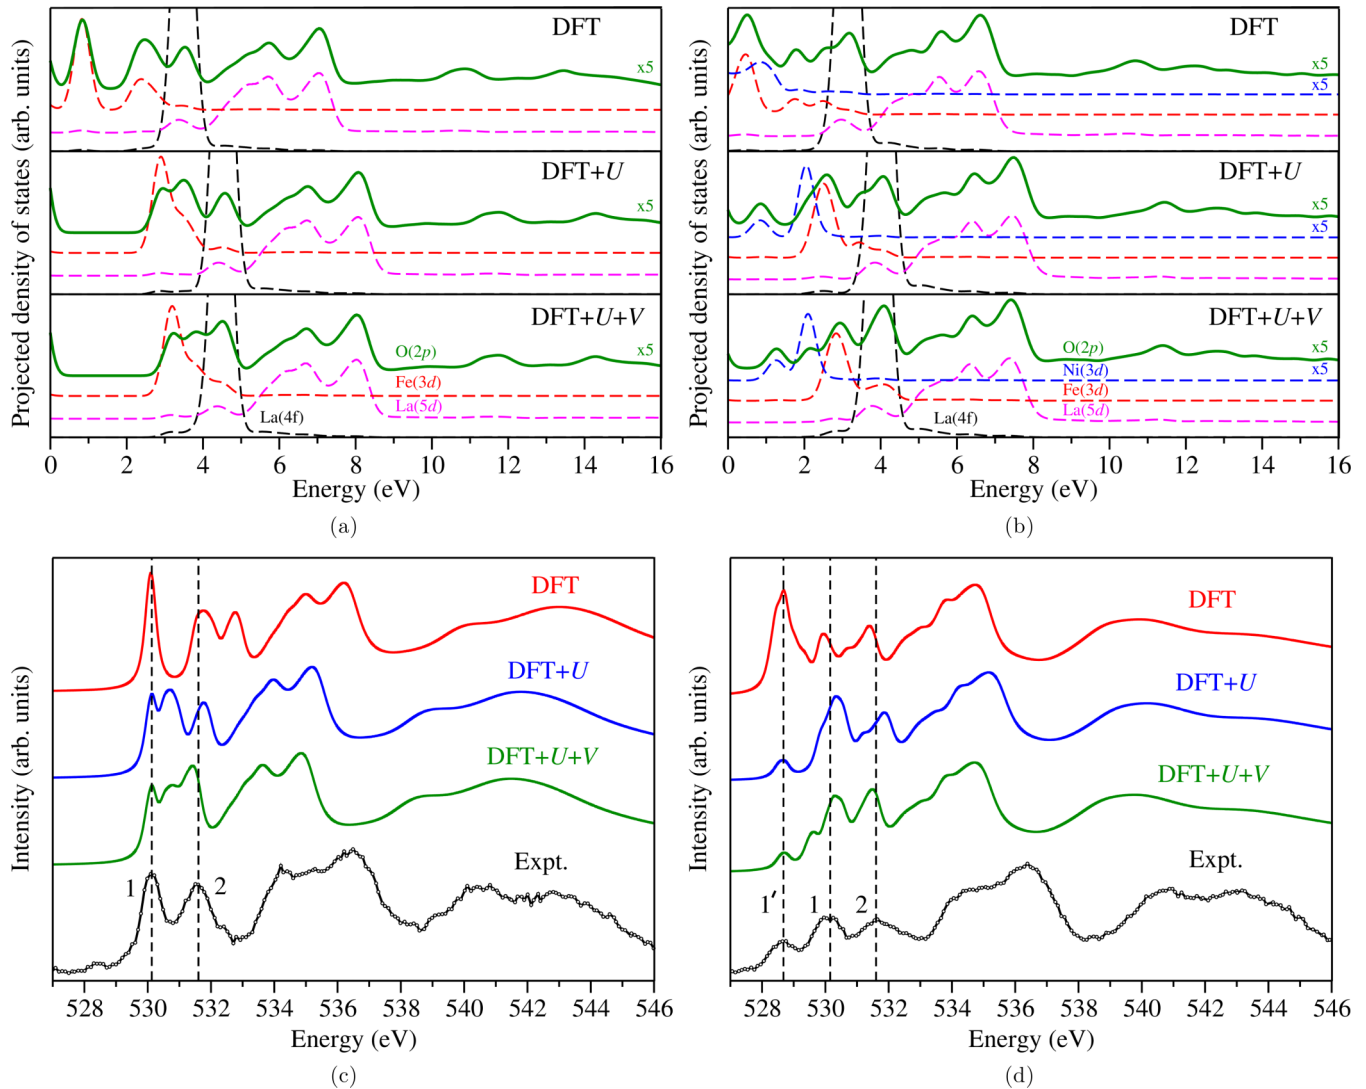 Projected density of states (arb. units)
DFT
x5
DFT+U
x5
DFT+U+V
O(2p)
x5
Fe(3d)
La(5d)
La(4f)
0 2 4 6 8 10 12 14 16
Energy (eV)
(a)
Projected density of states (arb. units)
DFT
x5
x5
DFT+U
x5
x5
DFT+U+V
O(2p)
x5
Ni(3d)
x5
Fe(3d)
La(5d)
La(4f)
0 2 4 6 8 10 12 14 16
Energy (eV)
(b)
Intensity (arb. units)
DFT
DFT+U
DFT+U+V
Expt.
1 2
528 530 532 534 536 538 540 542 544 546
Energy (eV)
(c)
Intensity (arb. units)
DFT
DFT+U
DFT+U+V
Expt.
1′ 1 2
528 530 532 534 536 538 540 542 544 546
Energy (eV)
(d)